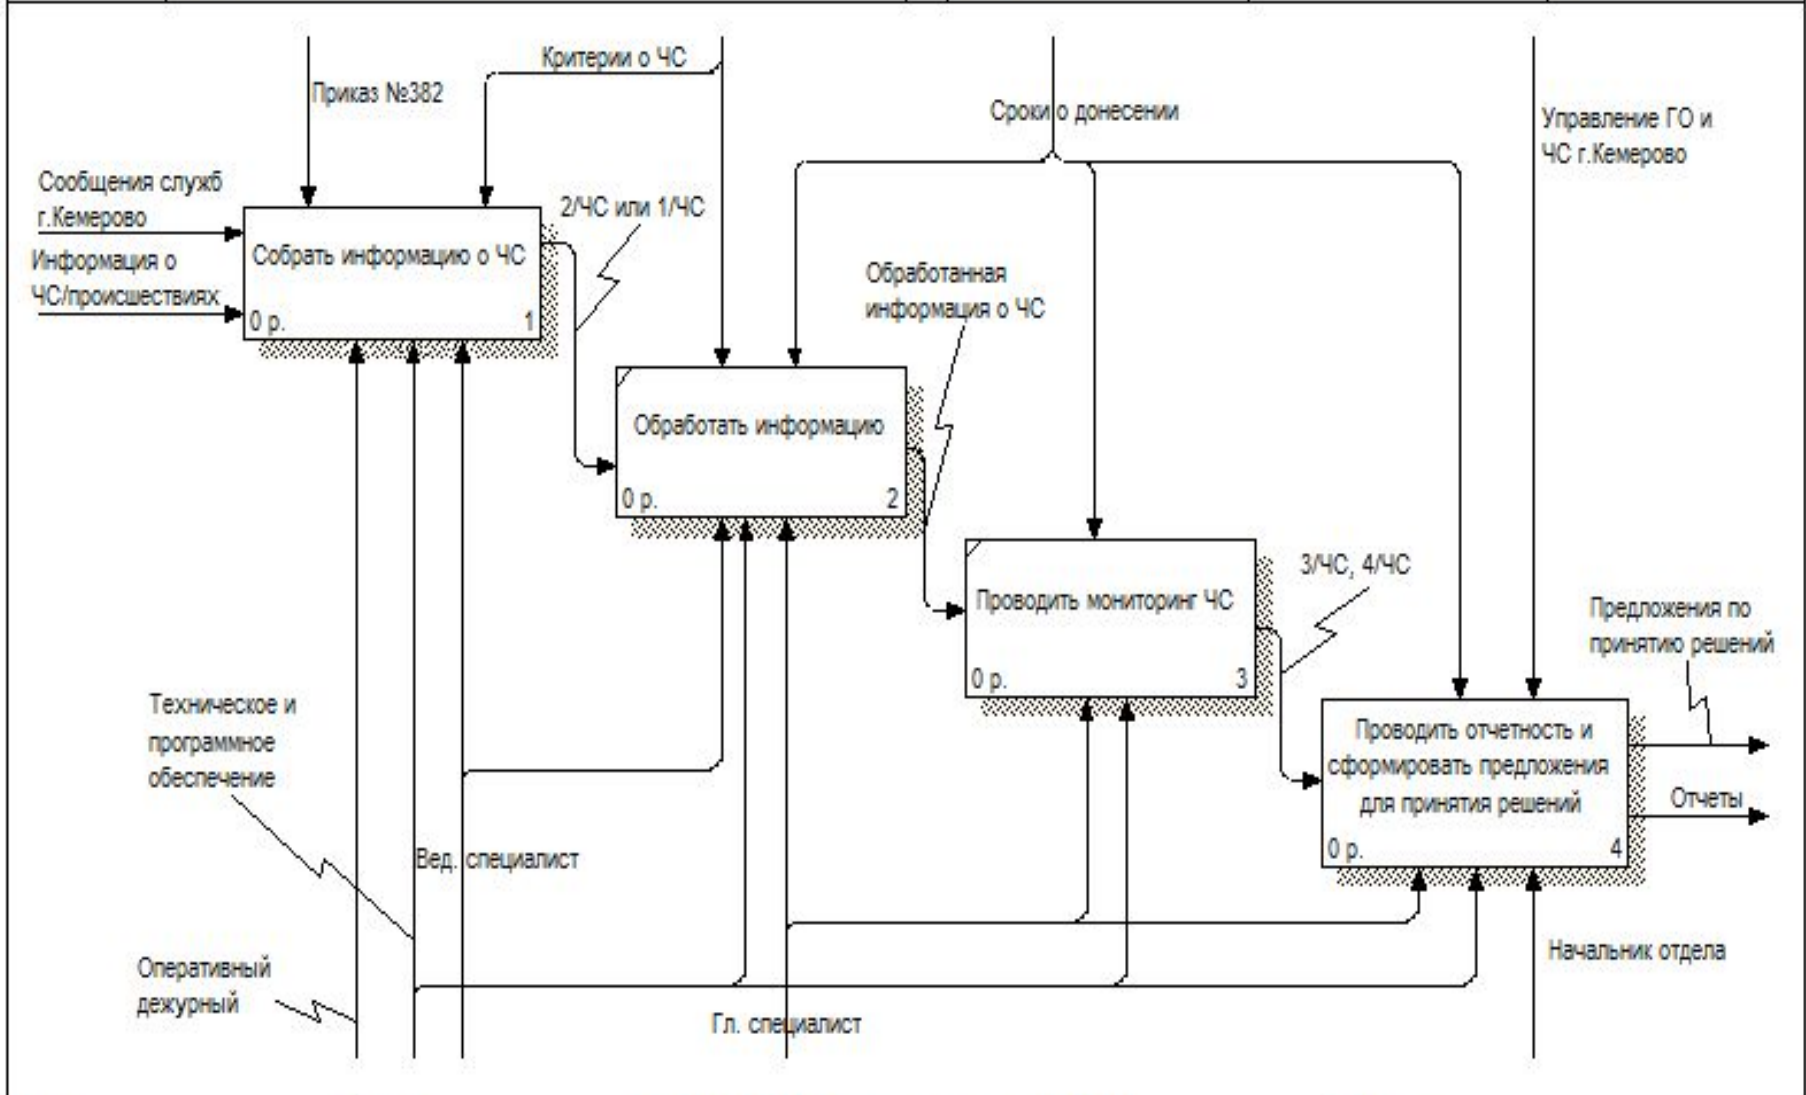 Критерии о ЧС
Приказ №382
Сроки о донесении
Управление ГО и
ЧС г.Кемерово
Сообщения служб
г.Кемерово
2/ЧС или 1/ЧС
Информация о
ЧС/происшествиях
Собрать информацию о ЧС
0 р.
1
Обработанная
информация о ЧС
Обработать информацию
0 р.
2
3/ЧС, 4/ЧС
Проводить мониторинг ЧС
0 р.
3
Предложения по
принятию решений
Техническое и
программное
обеспечение
Проводить отчетность и
сформировать предложения
для принятия решений
0 р.
4
Отчеты
Вед. специалист
Оперативный
дежурный
Гл. специалист
Начальник отдела